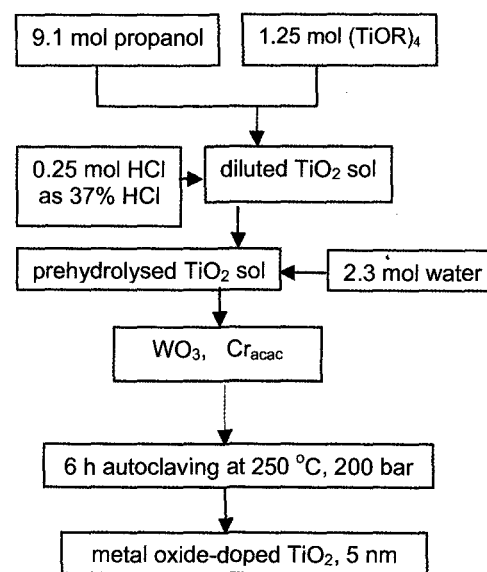 9.1 mol propanol
1.25 mol (TiOR)₄
0.25 mol HCl
as 37% HCl
diluted TiO₂ sol
prehydrolysed TiO₂ sol
2.3 mol water
WO₃, Cr_acac
6 h autoclaving at 250 °C, 200 bar
metal oxide-doped TiO₂, 5 nm